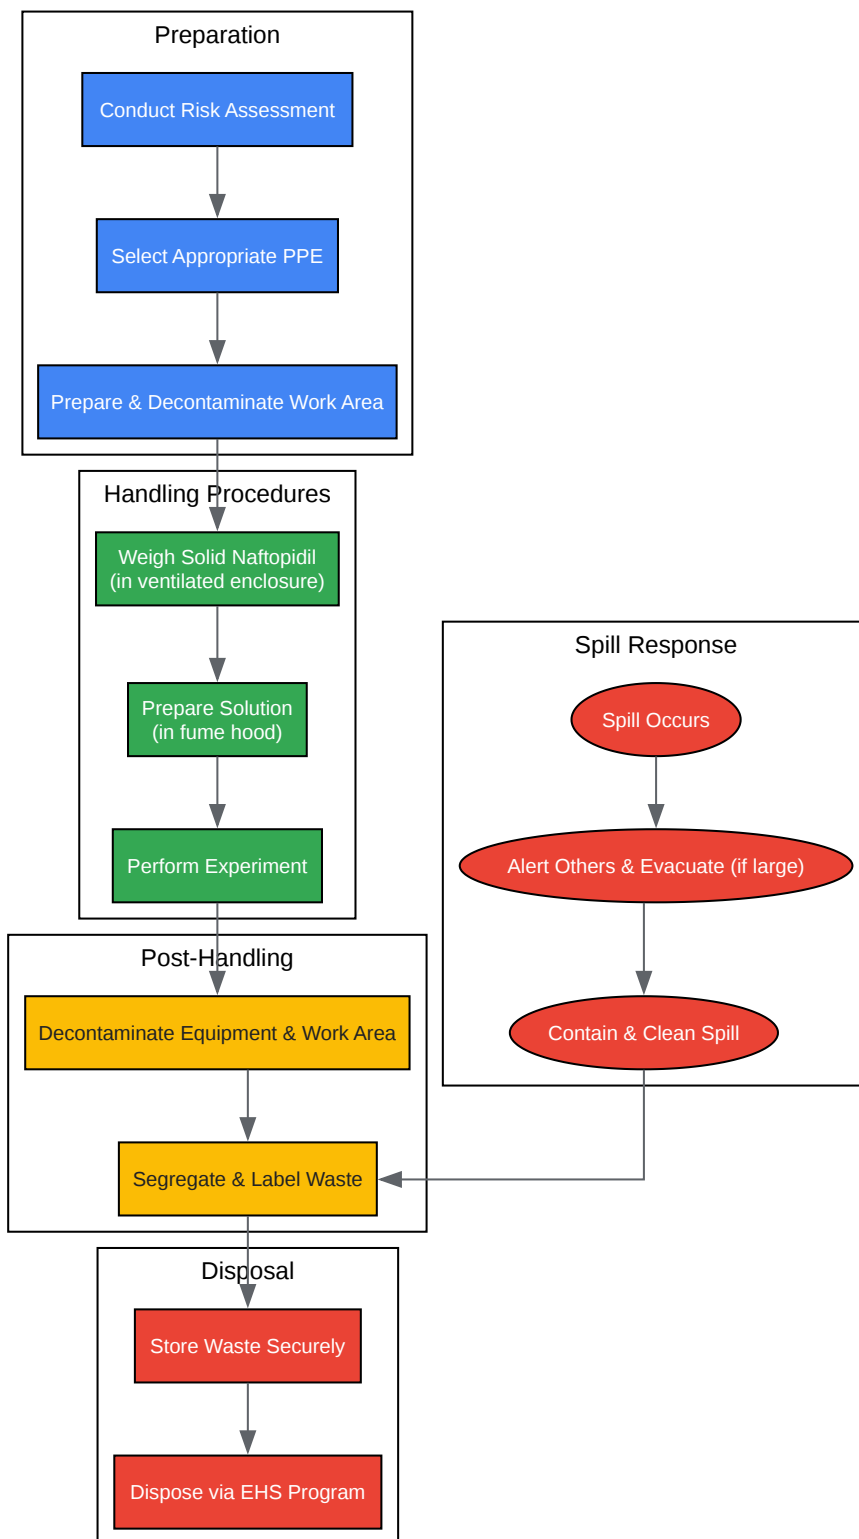 Preparation
Conduct Risk Assessment
Select Appropriate PPE
Prepare & Decontaminate Work Area
Handling Procedures
Weigh Solid Naftopidil
(in ventilated enclosure)
Prepare Solution
(in fume hood)
Perform Experiment
Spill Response
Spill Occurs
Alert Others & Evacuate (if large)
Contain & Clean Spill
Post-Handling
Decontaminate Equipment & Work Area
Segregate & Label Waste
Disposal
Store Waste Securely
Dispose via EHS Program